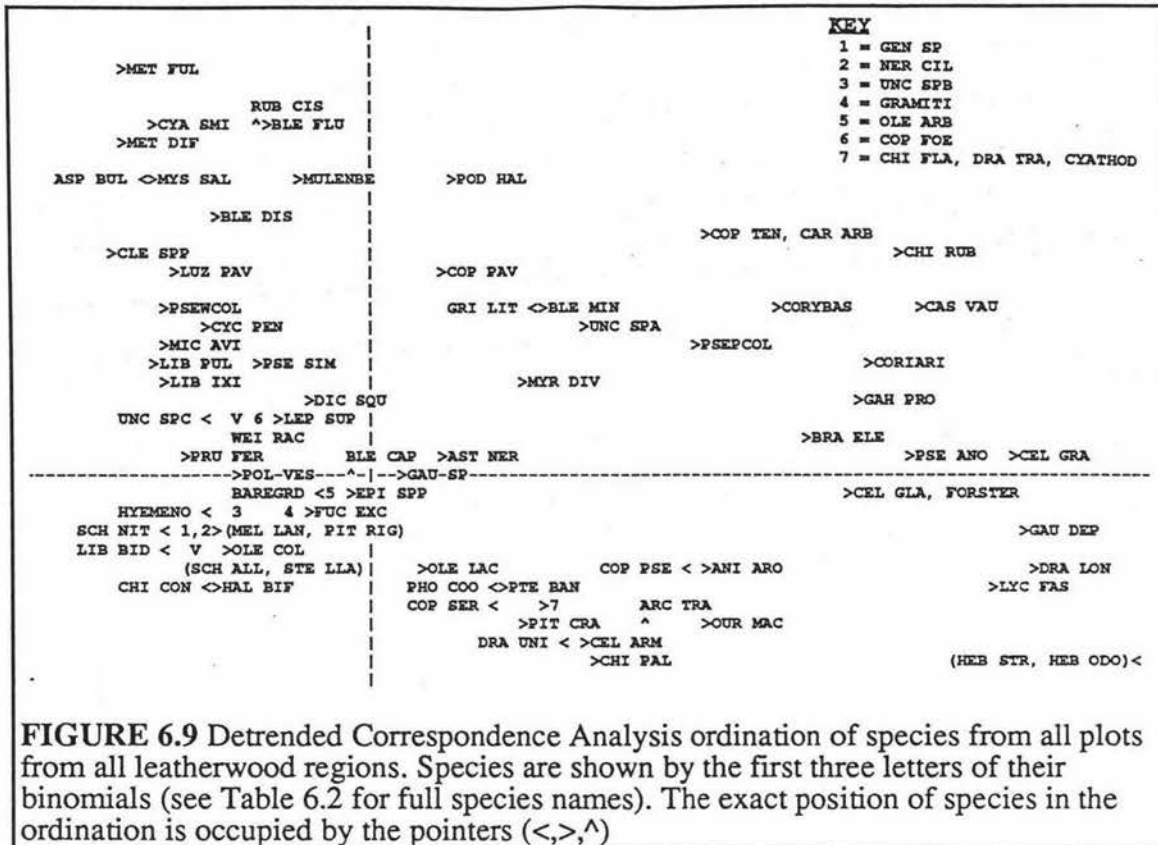 KEY
1 = GEN SP
>MET FUL
2 = NER CIL
3 = UNC SPB
RUB CIS
4 = GRAMITI
>CYA SMI ^>BLE FLU
5 = OLE ARB
>MET DIF
6 = COP FOE
7 = CHI FLA, DRA TRA, CYATHOD
ASP BUL <>MYS SAL >MULENBE >POD HAL
>BLE DIS
>COP TEN, CAR ARB
>CLE SPP >CHI RUB
>LUZ PAV >COP PAV
>PSEWCOL GRI LIT <>BLE MIN >CORYBAS >CAS VAU
>CYC PEN >UNC SPA
>MIC AVI >PSEPCOL
>LIB PUL >PSE SIM >CORIARI
>LIB IXI >MYR DIV
>DIC SQU >GAH PRO
UNC SPC < V 6 >LEP SUP
WEI RAC >BRA ELE
>PRU FER BLE CAP >AST NER >PSE ANO >CEL GRA
>POL-VES ^ >GAU-SP
BAREGRD <5 >EPI SPP >CEL GLA, FORSTER
HYEMENO < 3 4 >FUC EXC
SCH NIT < 1,2>(MEL LAN, PIT RIG) >GAU DEP
LIB BID < V >OLE COL
(SCH ALL, STE LLA) >OLE LAC COP PSE < >ANI ARO >DRA LON
CHI CON <>HAL BIF PHO COO <>PTE BAN >LYC FAS
COP SER < >7 ARC TRA
>PIT CRA ^ >OUR MAC
DRA UNI < >CEL ARM
>CHI PAL (HEB STR, HEB ODO)<
FIGURE 6.9 Detrended Correspondence Analysis ordination of species from all plots
from all leatherwood regions. Species are shown by the first three letters of their
binomials (see Table 6.2 for full species names). The exact position of species in the
ordination is occupied by the pointers (<,>,^)